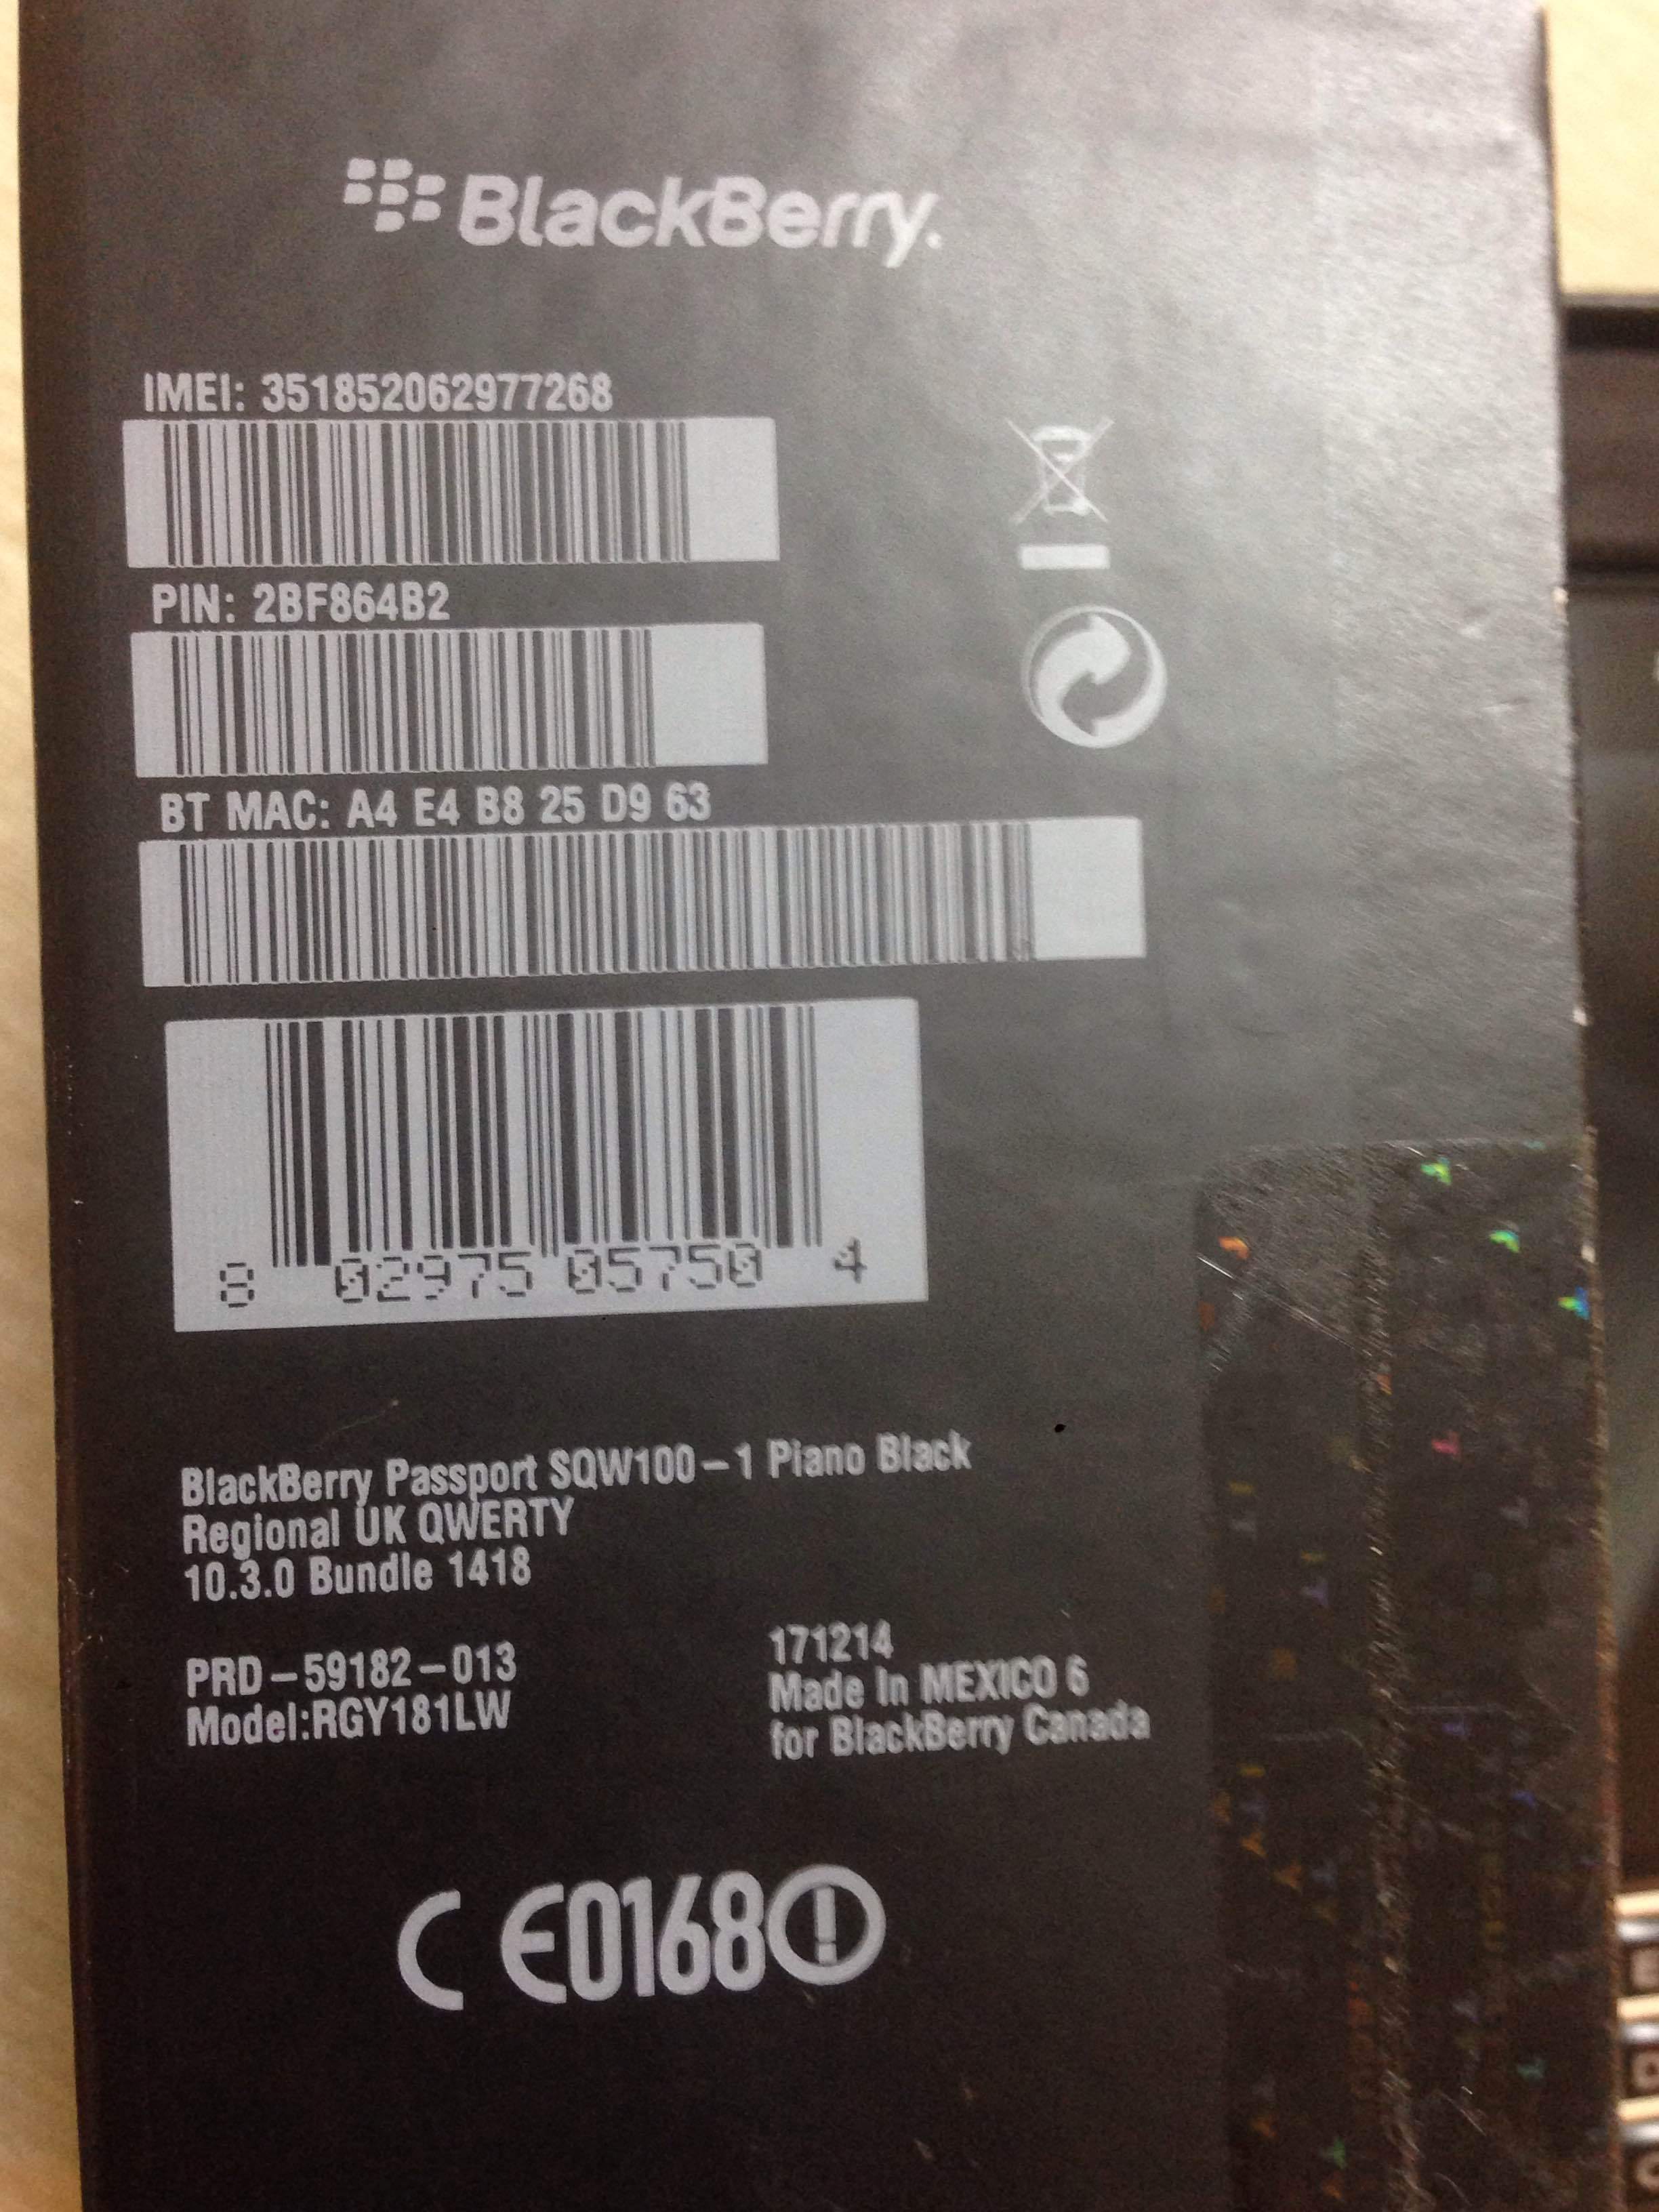 BlackBerry.
IMEI: 351852062977268
PIN: 2BF864B2
BT MAC: A4 E4 B8 25 D9 63
8 02975 05750 4
BlackBerry Passport SQW100-1 Piano Black
Regional UK QWERTY
10.3.0 Bundle 1418
PRD-59182-013
Model:RGY181LW
171214
Made In MEXICO 6
for BlackBerry Canada
CE0168